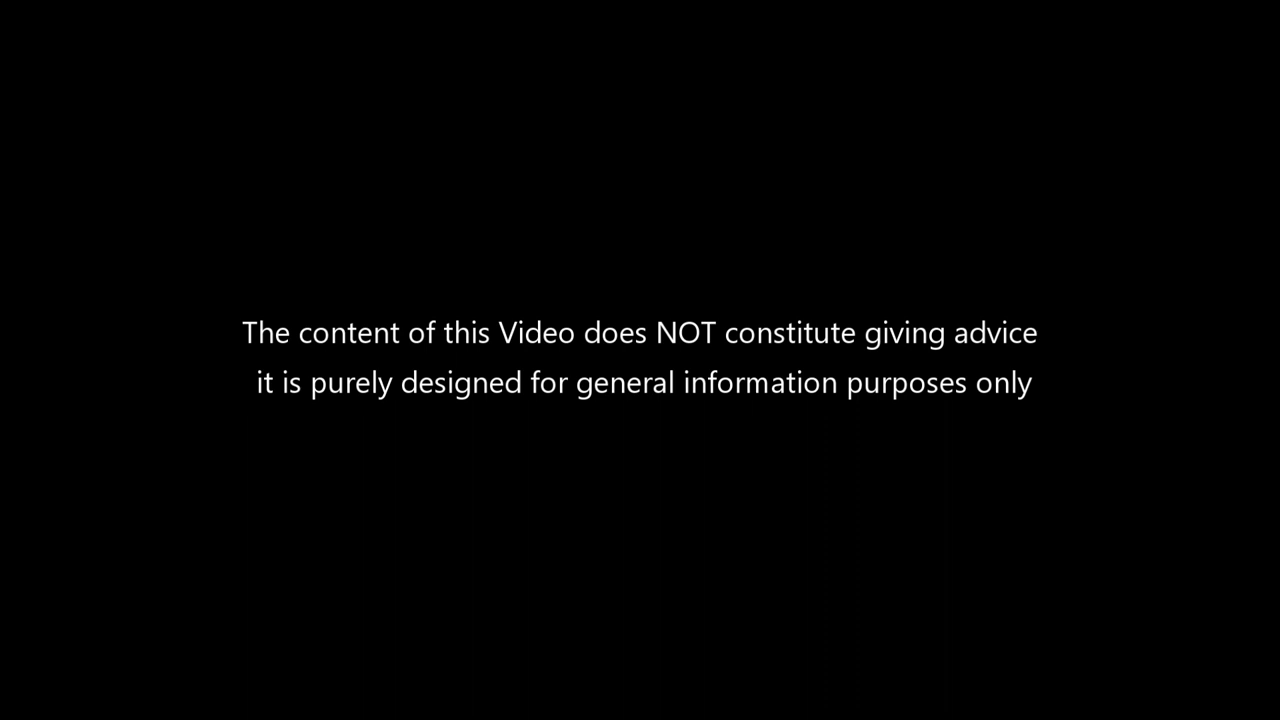 The content of this Video does NOT constitute giving advice
it is purely designed for general information purposes only